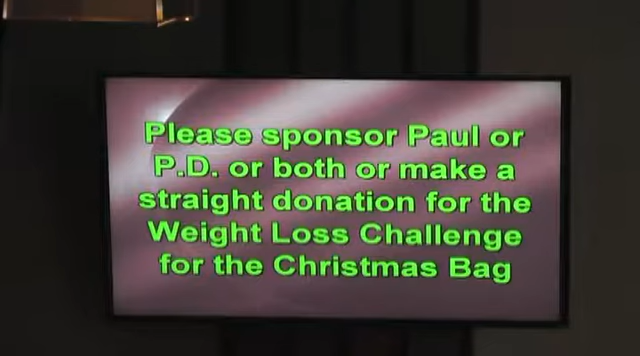 Please sponsor Paul or
P.D. or both or make a
straight donation for the
Weight Loss Challenge
for the Christmas Bag